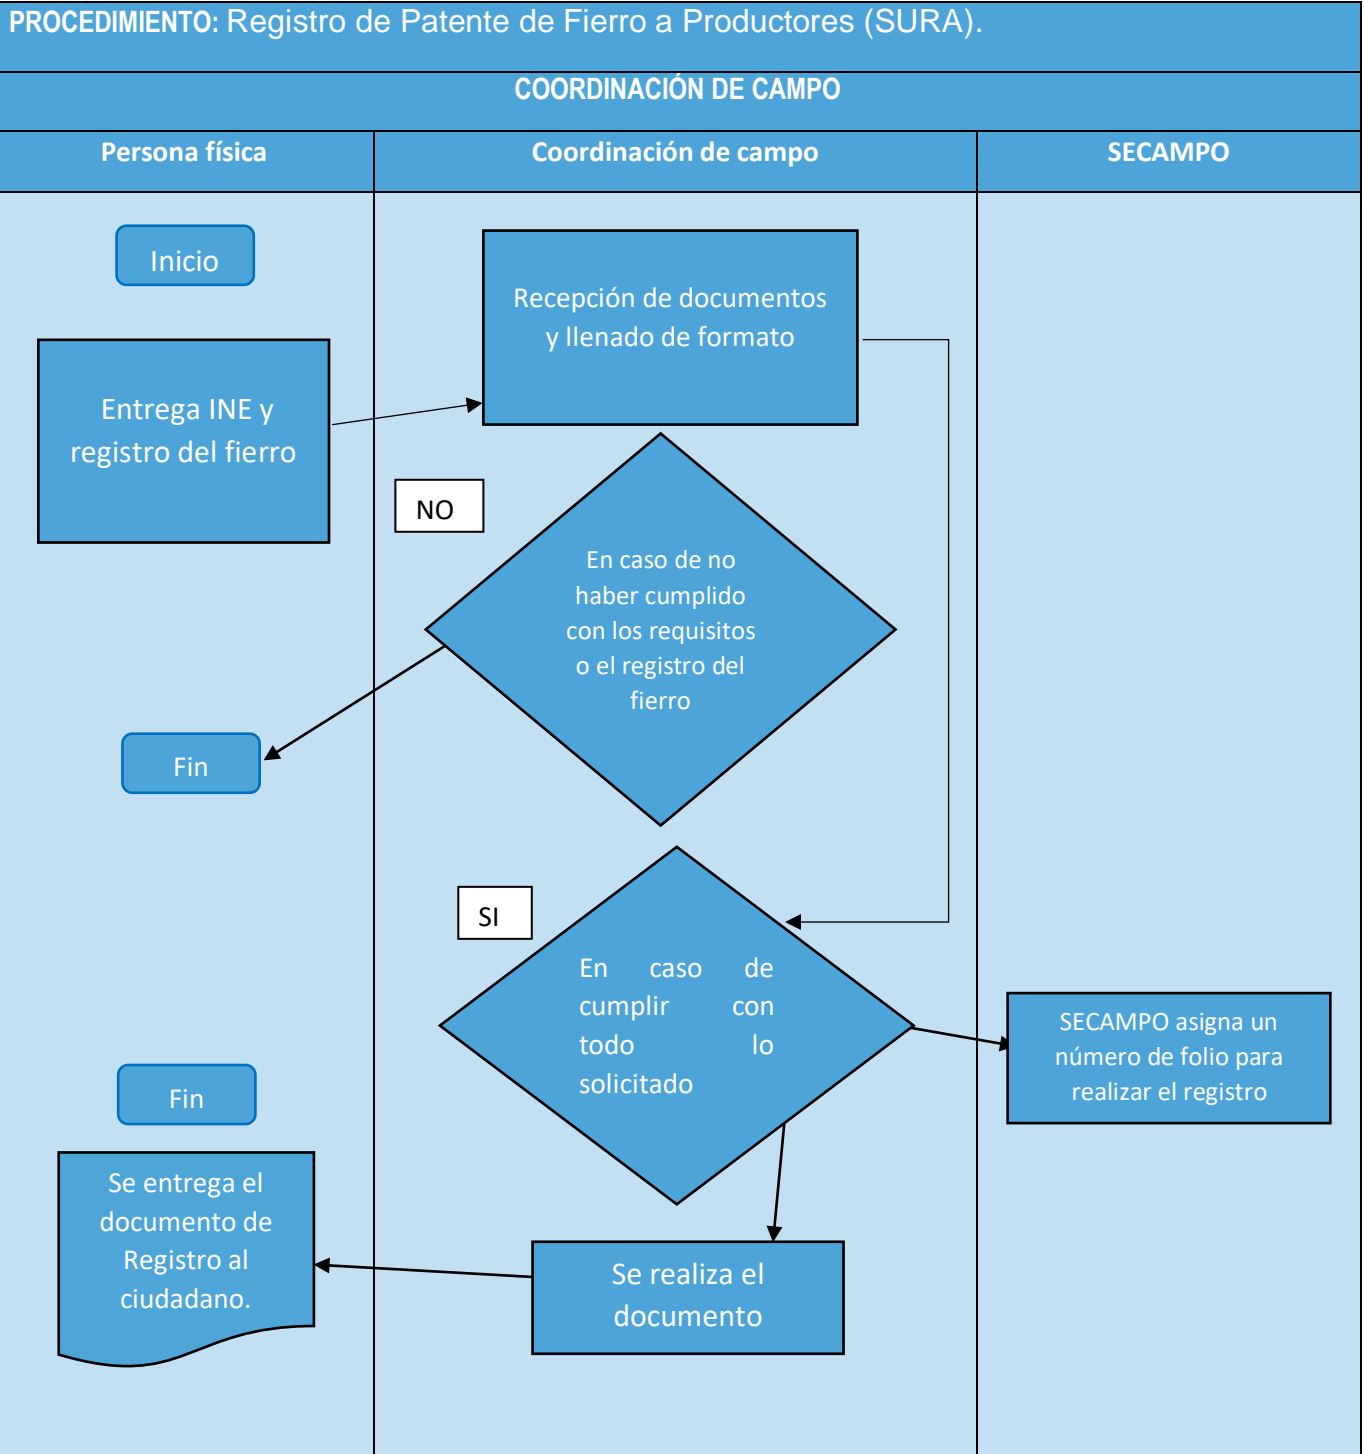 PROCEDIMIENTO: Registro de Patente de Fierro a Productores (SURA).
COORDINACIÓN DE CAMPO
Persona física
Coordinación de campo
SECAMPO
Inicio
Entrega INE y
registro del fierro
Recepción de documentos
y llenado de formato
NO
En caso de no
haber cumplido
con los requisitos
o el registro del
fierro
Fin
SI
En caso de
cumplir con
todo lo
solicitado
SECAMPO asigna un
número de folio para
realizar el registro
Fin
Se entrega el
documento de
Registro al
ciudadano.
Se realiza el
documento